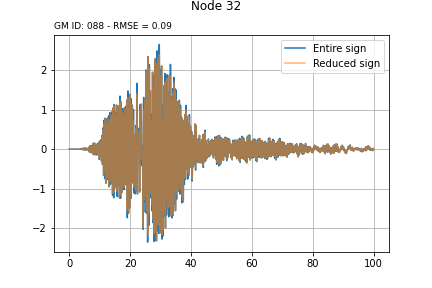 Node 32
GM ID: 088 - RMSE = 0.09
Entire sign
Reduced sign
2
1
0
−1
−2
0 20 40 60 80 100